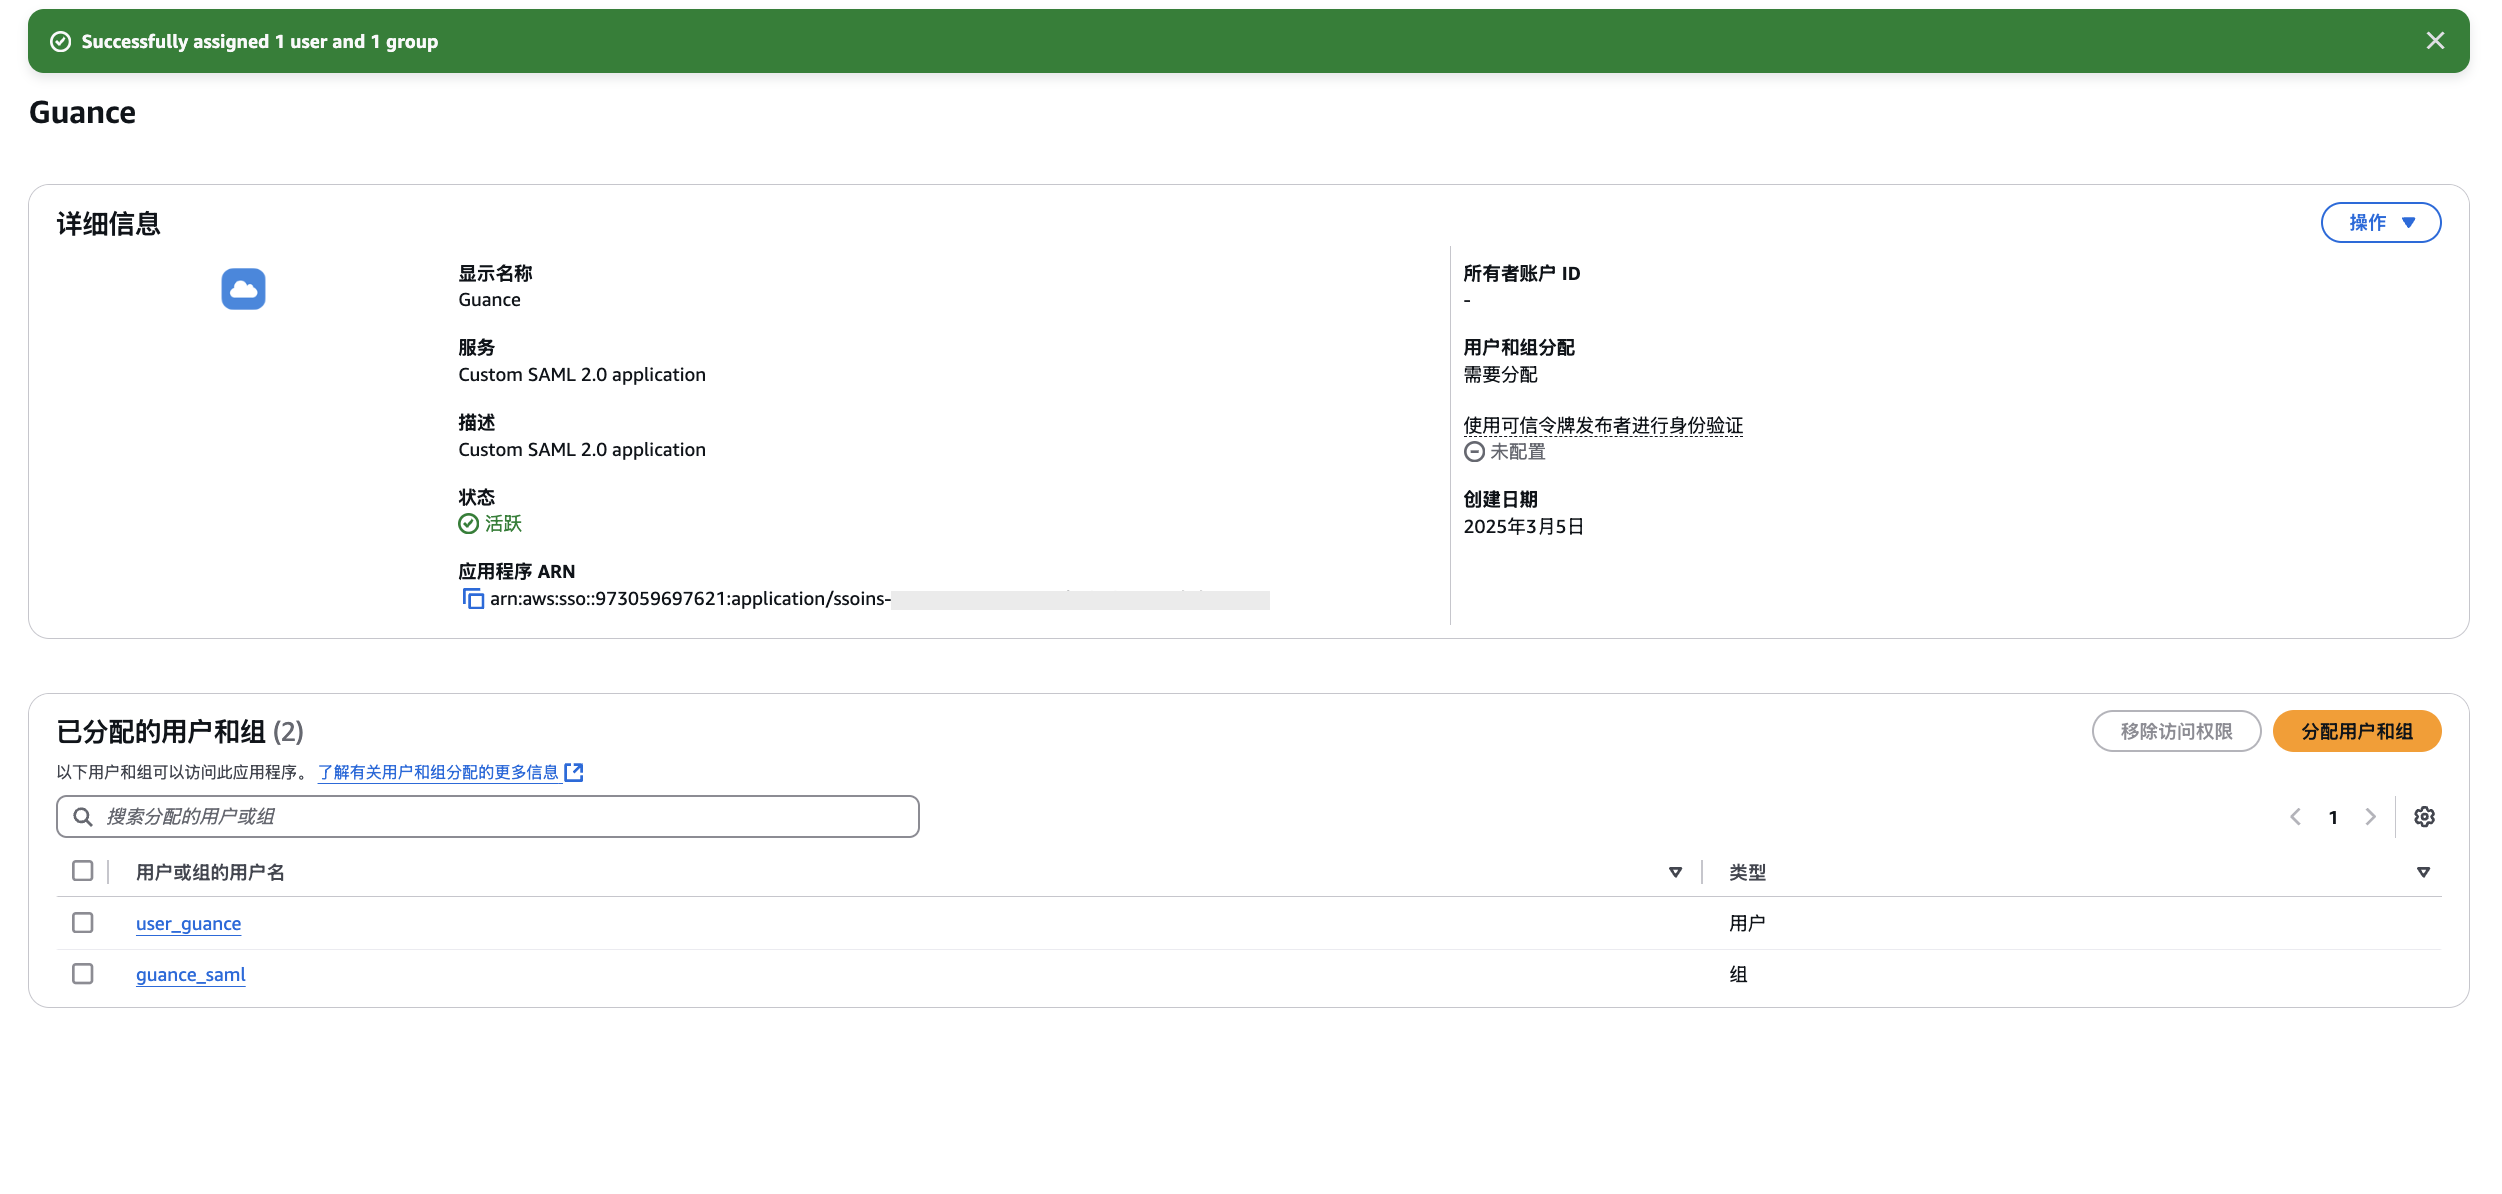 Successfully assigned 1 user and 1 group
Guance
详细信息
操作
显示名称
Guance
服务
Custom SAML 2.0 application
描述
Custom SAML 2.0 application
状态
活跃
应用程序 ARN
arn:aws:sso::973059697621:application/ssoins-
所有者账户 ID
-
用户和组分配
需要分配
使用可信令牌发布者进行身份验证
未配置
创建日期
2025年3月5日
已分配的用户和组 (2)
移除访问权限
分配用户和组
以下用户和组可以访问此应用程序。 了解有关用户和组分配的更多信息
搜索分配的用户或组
1
用户或组的用户名 类型
user_guance 用户
guance_saml 组